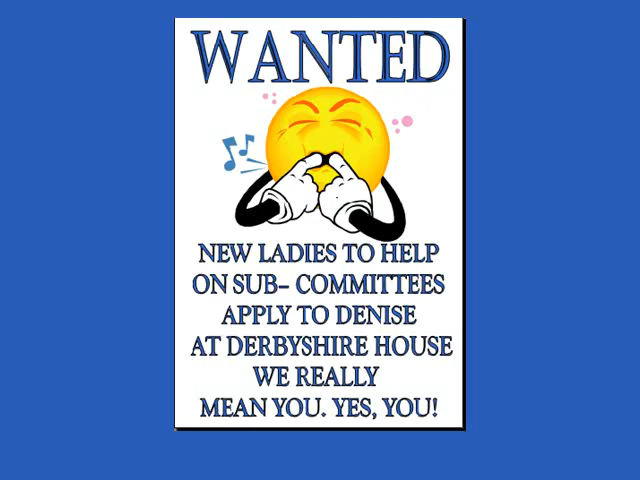 WANTED
NEW LADIES TO HELP
ON SUB- COMMITTEES
APPLY TO DENISE
AT DERBYSHIRE HOUSE
WE REALLY
MEAN YOU. YES, YOU!